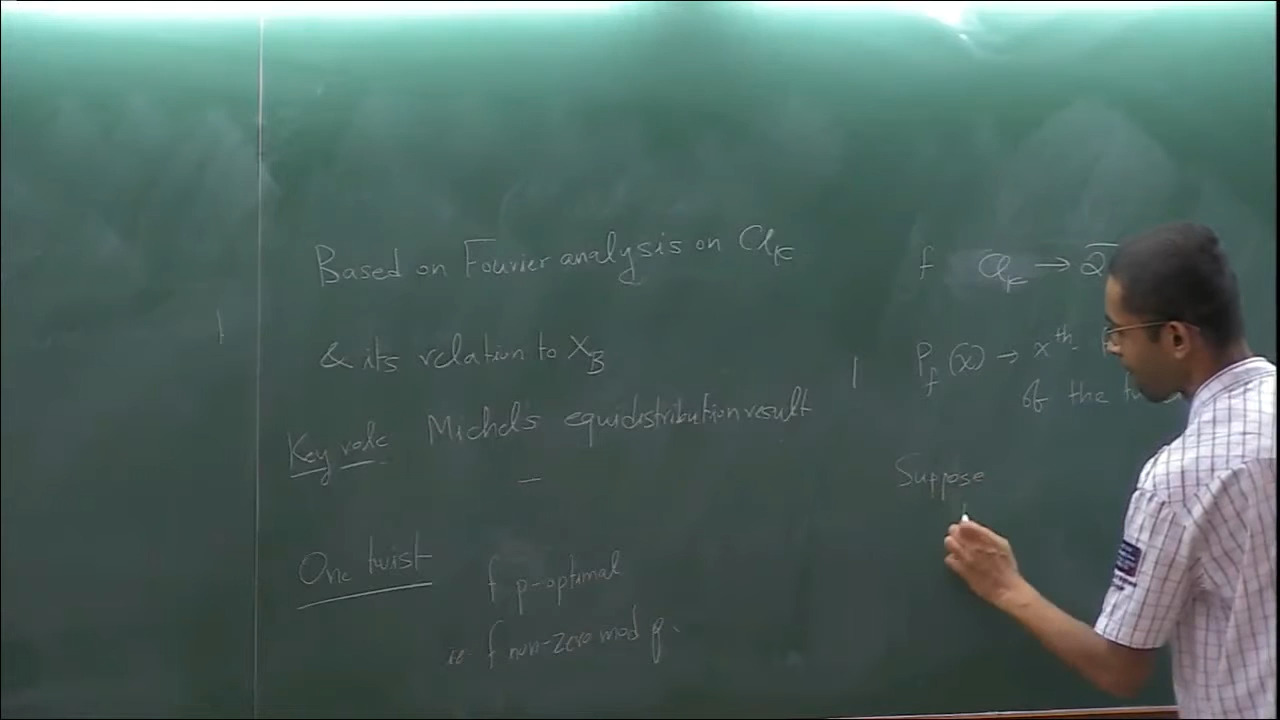 Based on Fourier analysis on Cl_K
& its relation to X_B
Key role Michel's equidistribution result
One twist f p-optimal
ie. f non-zero mod
f Cl_K →
P_f (x) → x^th
of the
Suppose